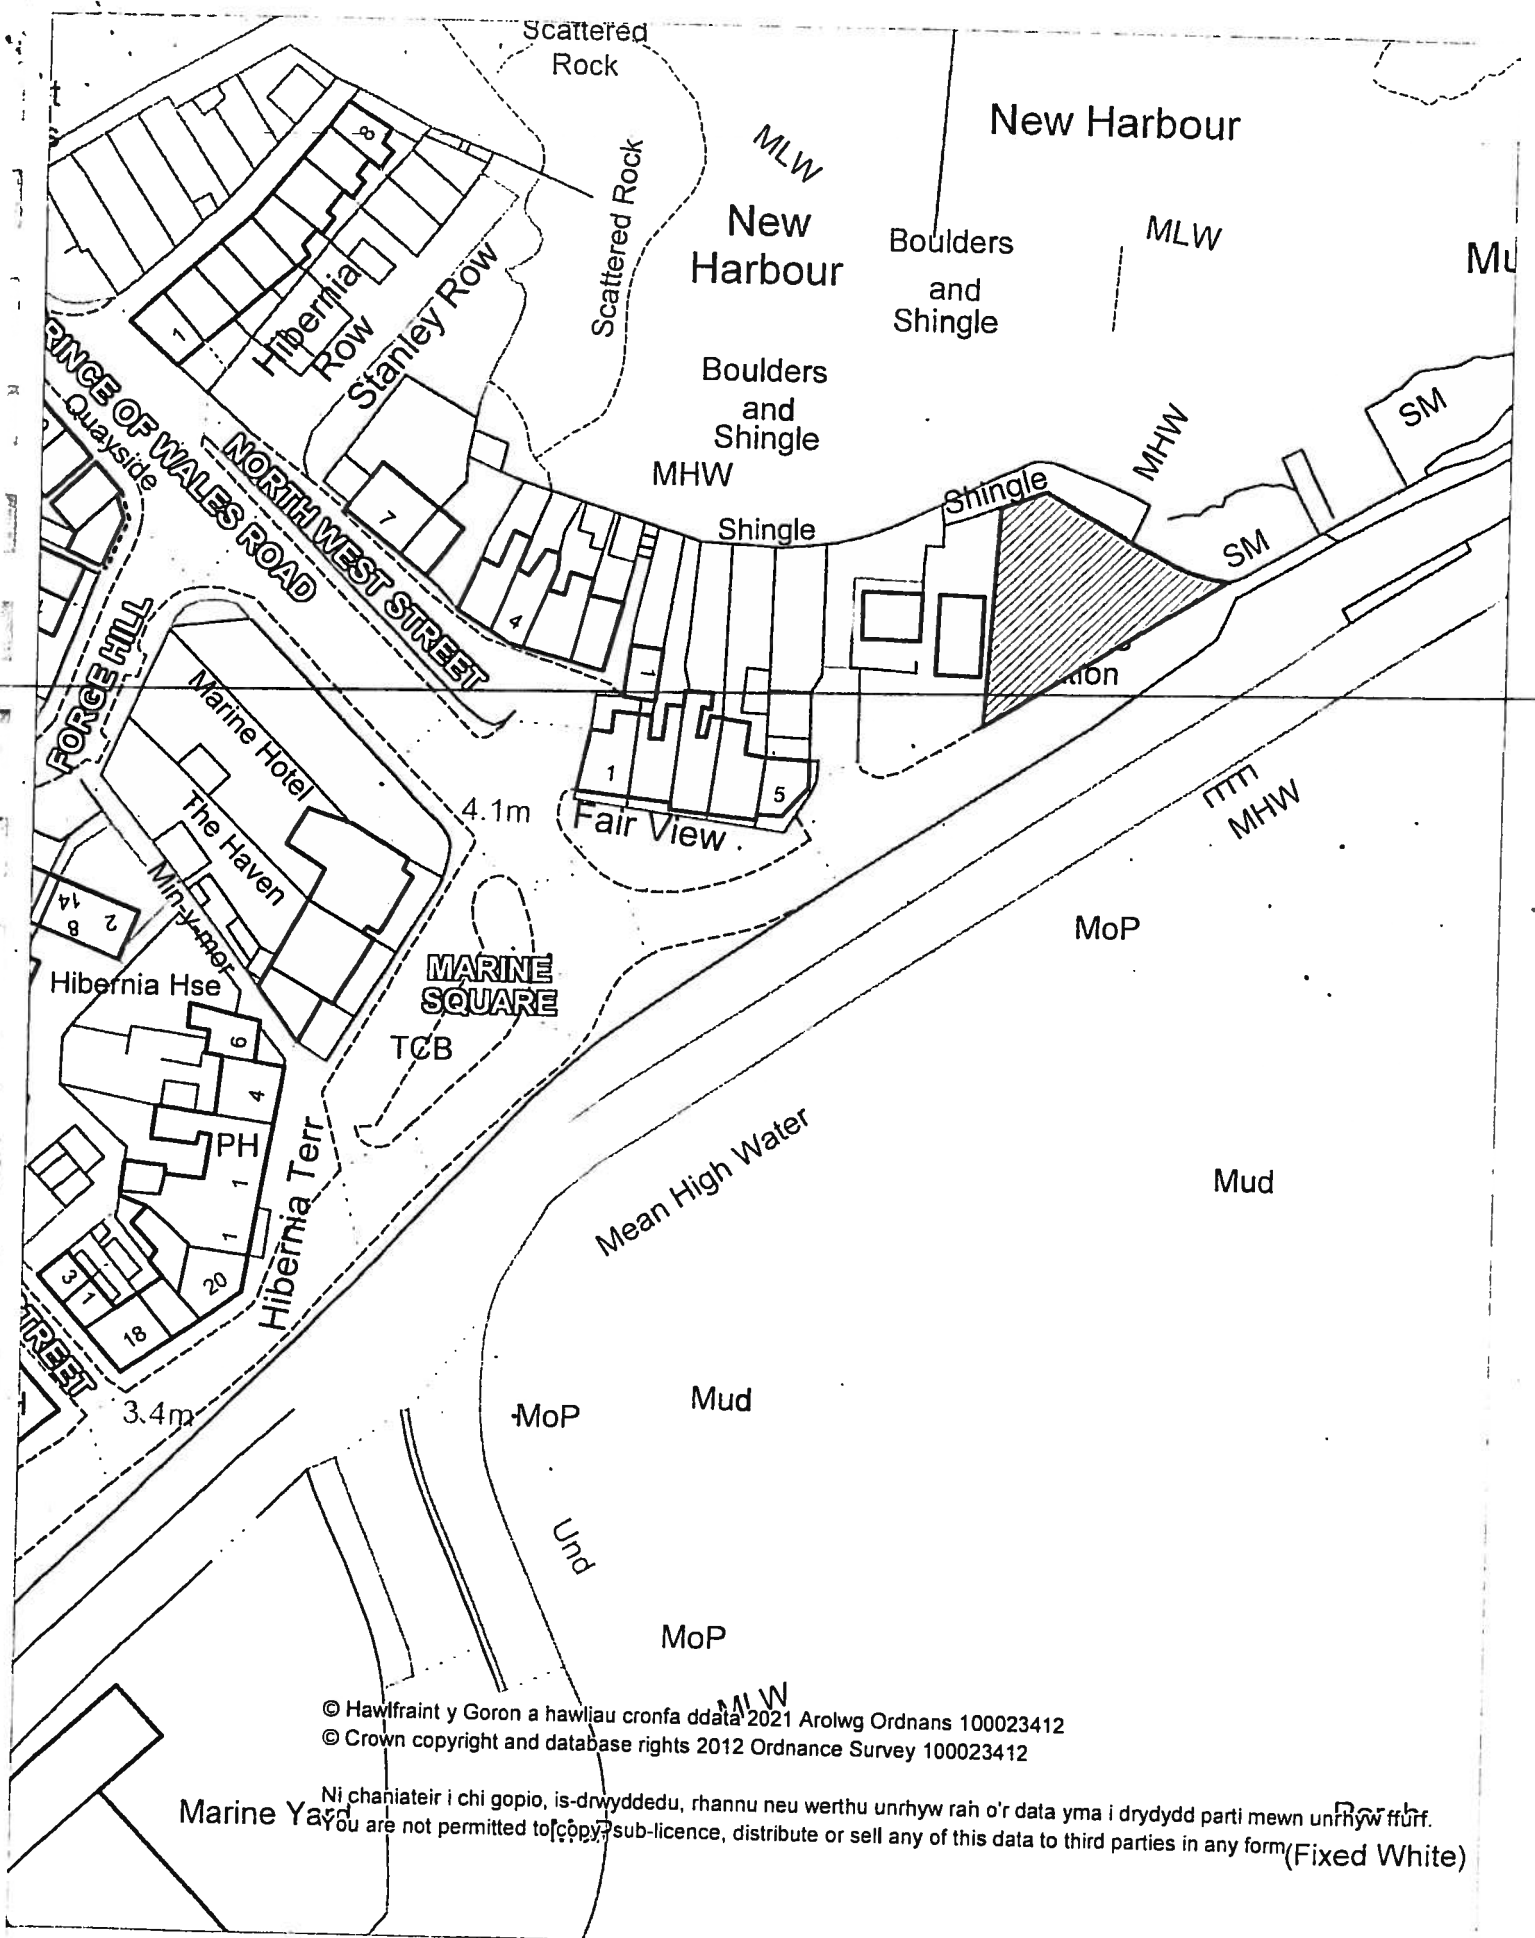 Scattered
Rock
New Harbour
MLW
8
Scattered Rock
New
Harbour
Boulders
and
Shingle
MLW
Hibernia
Row
Stanley Row
1
PRINCE OF WALES ROAD
Quayside
Boulders
and
Shingle
MHW
MHW
SM
NORTH WEST STREET
Shingle
Shingle
SM
7
4
1
FORGE HILL
Marine Hotel
The Haven
4.1m
1
5
Fair View
MHW
Min-y-mor
14
8
2
MoP
Hibernia Hse
MARINE
SQUARE
TCB
6
4
PH
1
1
Hibernia Terr
Mean High Water
Mud
3
1
20
18
STREET
3.4m
MoP
Mud
Und
MoP
MLW
© Hawlfraint y Goron a hawliau cronfa ddata 2021 Arolwg Ordnans 100023412
© Crown copyright and database rights 2012 Ordnance Survey 100023412
Ni chaniateir i chi gopio, is-drwyddedu, rhannu neu werthu unrhyw ran o'r data yma i drydydd parti mewn unrhyw ffurf.
Marine Yard
You are not permitted to copy, sub-licence, distribute or sell any of this data to third parties in any form
(Fixed White)